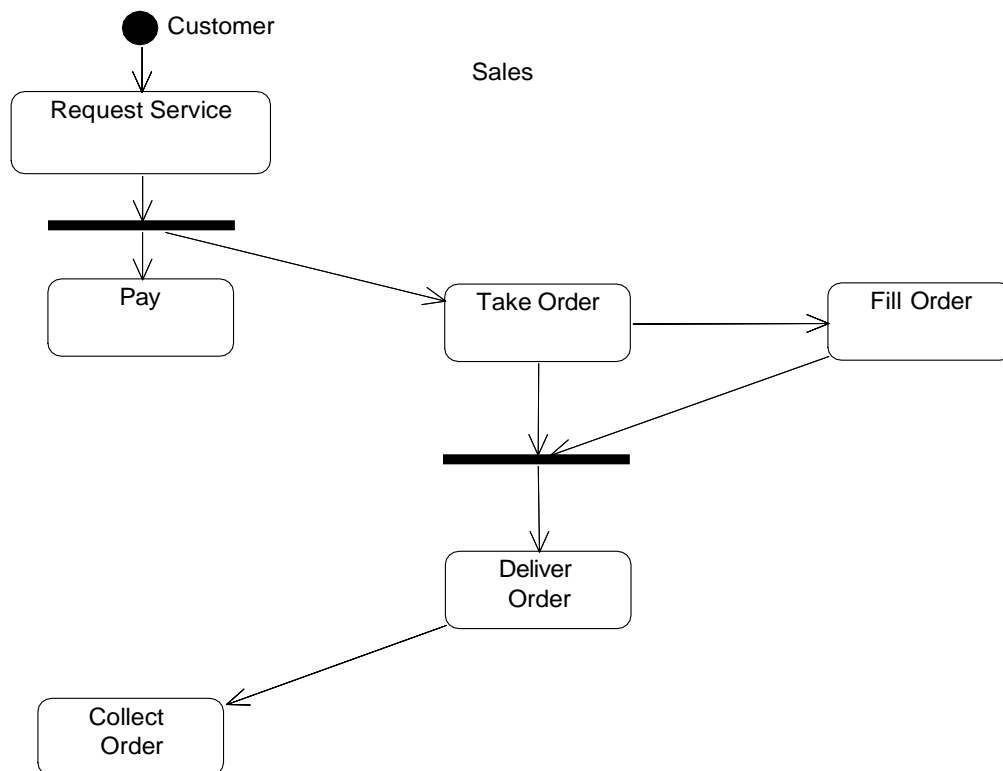 Customer
Sales
Request Service
Pay
Take Order
Fill Order
Deliver
Order
Collect
Order